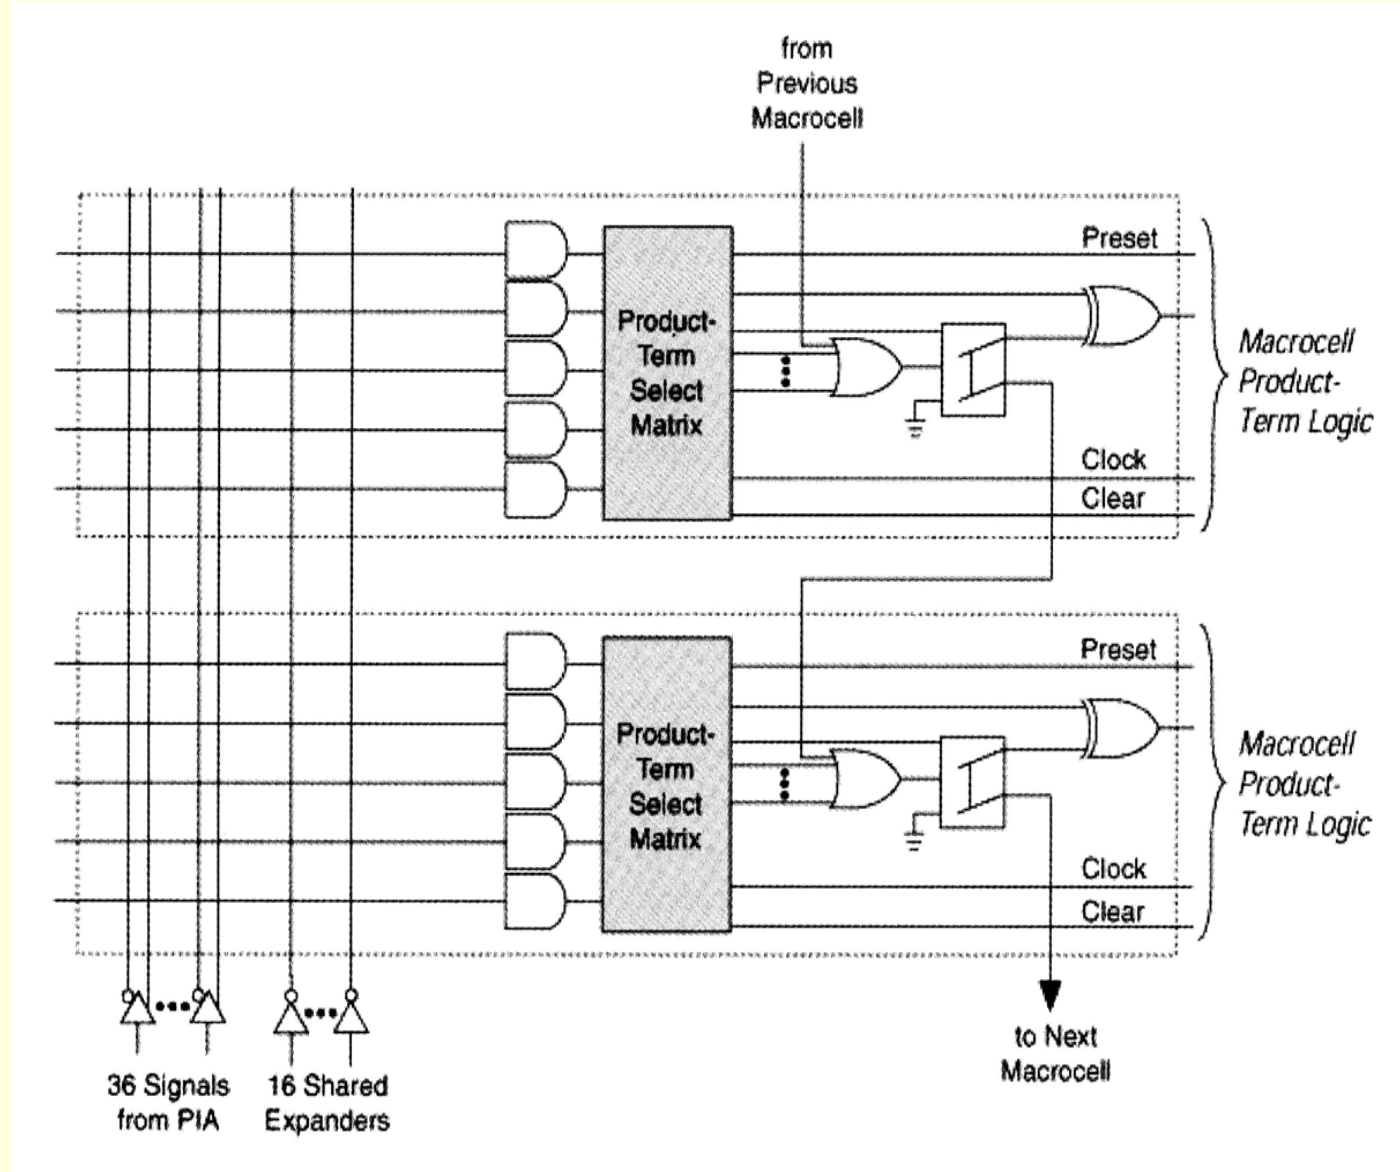 from
Previous
Macrocell
Preset
Product-
Term
Select
Matrix
Macrocell
Product-
Term Logic
Clock
Clear
Preset
Product-
Term
Select
Matrix
Macrocell
Product-
Term Logic
Clock
Clear
36 Signals
from PIA
16 Shared
Expanders
to Next
Macrocell